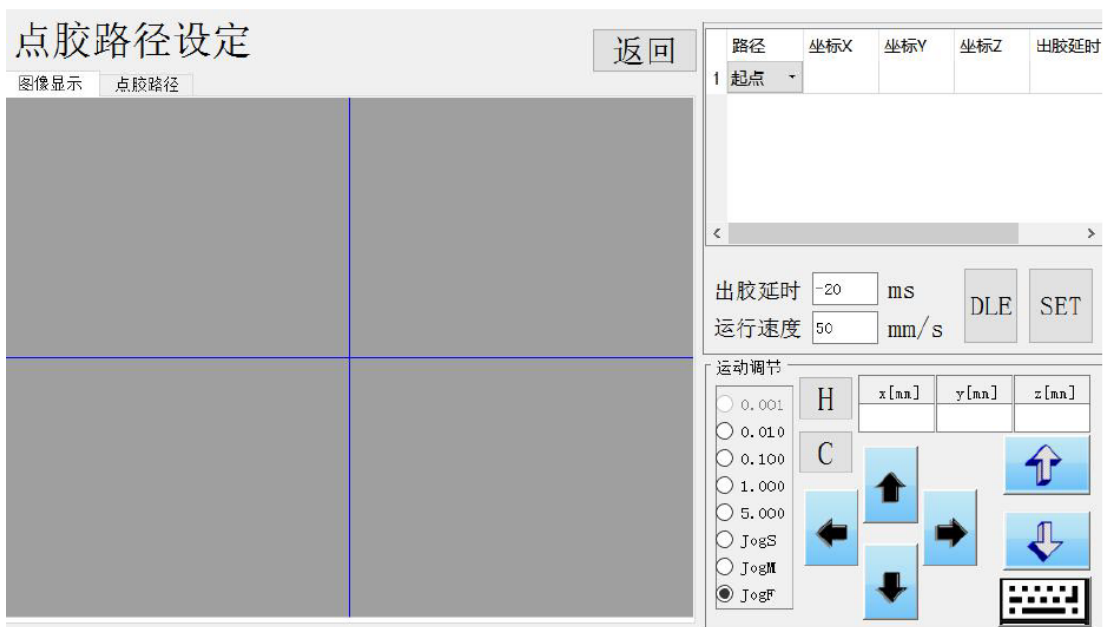 点胶路径设定
返回
图像显示 点胶路径
路径 坐标X 坐标Y 坐标Z 出胶延时
1 起点
出胶延时 -20 ms
运行速度 50 mm/s
DLE SET
运动调节
0.001
0.010
0.100
1.000
5.000
JogS
JogM
JogF
H
C
x[mm] y[mm] z[mm]